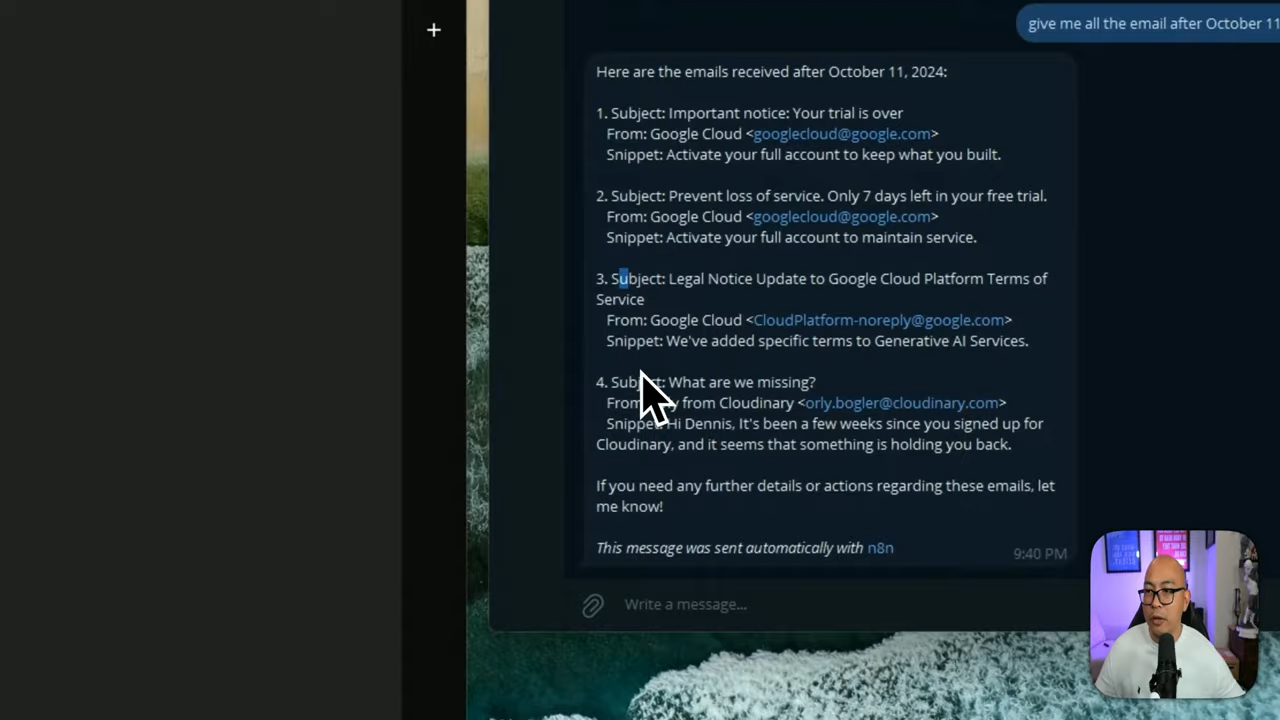 +
give me all the email after October 11
Here are the emails received after October 11, 2024:
1. Subject: Important notice: Your trial is over
From: Google Cloud <googlecloud@google.com>
Snippet: Activate your full account to keep what you built.
2. Subject: Prevent loss of service. Only 7 days left in your free trial.
From: Google Cloud <googlecloud@google.com>
Snippet: Activate your full account to maintain service.
3. Subject: Legal Notice Update to Google Cloud Platform Terms of
Service
From: Google Cloud <CloudPlatform-noreply@google.com>
Snippet: We've added specific terms to Generative AI Services.
4. Subject: What are we missing?
From y from Cloudinary <orly.bogler@cloudinary.com>
Snippet: Hi Dennis, It's been a few weeks since you signed up for
Cloudinary, and it seems that something is holding you back.
If you need any further details or actions regarding these emails, let
me know!
This message was sent automatically with n8n
9:40 PM
Write a message...